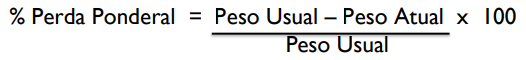 % Perda Ponderal = Peso Usual – Peso Atual x 100
Peso Usual